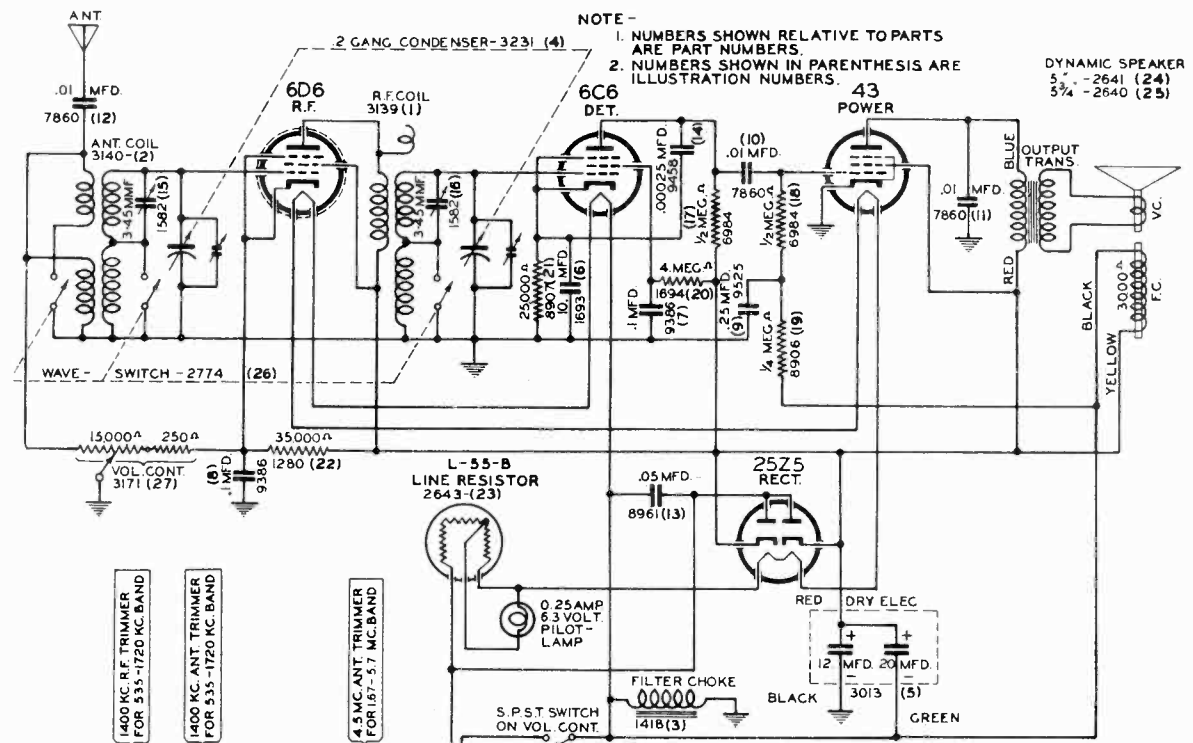 ANT.
NOTE-
1. NUMBERS SHOWN RELATIVE TO PARTS
ARE PART NUMBERS.
2. NUMBERS SHOWN IN PARENTHESIS ARE
ILLUSTRATION NUMBERS.
.2 GANG CONDENSER-3231 (4)
DYNAMIC SPEAKER
5" -2641 (24)
5¾" -2640 (25)
.01 MFD.
7860 (12)
ANT. COIL
3140-(2)
3-45 MMF.
1582 (15)
6D6
R.F.
R.F. COIL
3139 (1)
3-45 MMF.
1582 (16)
6C6
DET.
.00025 MFD.
9458
(14)
(17)
½ MEG.Ω
6984
(10)
.01 MFD.
7860
½ MEG.Ω
6984 (18)
43
POWER
.01 MFD.
7860 (11)
BLUE
RED
OUTPUT
TRANS.
V.C.
3000Ω
F.C.
BLACK
YELLOW
25000Ω
8907 (21)
10. MFD.
1693 (6)
4. MEG.Ω
1694 (20)
.1 MFD.
9386
(7)
.25 MFD.
(9)
9525
¼ MEG.Ω
8906 (19)
WAVE- SWITCH-2774 (26)
15,000Ω
250Ω
VOL. CONT.
3171 (27)
(8)
.1 MFD.
9386
35000Ω
1280 (22)
L-55-B
LINE RESISTOR
2643-(23)
.05 MFD.
8961 (13)
25Z5
RECT.
0.25 AMP
6.3 VOLT.
PILOT-
LAMP
RED
DRY ELEC
+ +
12. MFD. 20 MFD.
- -
3013 (5)
BLACK
GREEN
FILTER CHOKE
1418 (3)
S.P.S.T. SWITCH
ON VOL. CONT.
1400 KC. R.F. TRIMMER
FOR 535-1720 KC. BAND
1400 KC. ANT. TRIMMER
FOR 535-1720 KC. BAND
4.5 MC. ANT. TRIMMER
FOR 1.67-5.7 MC. BAND